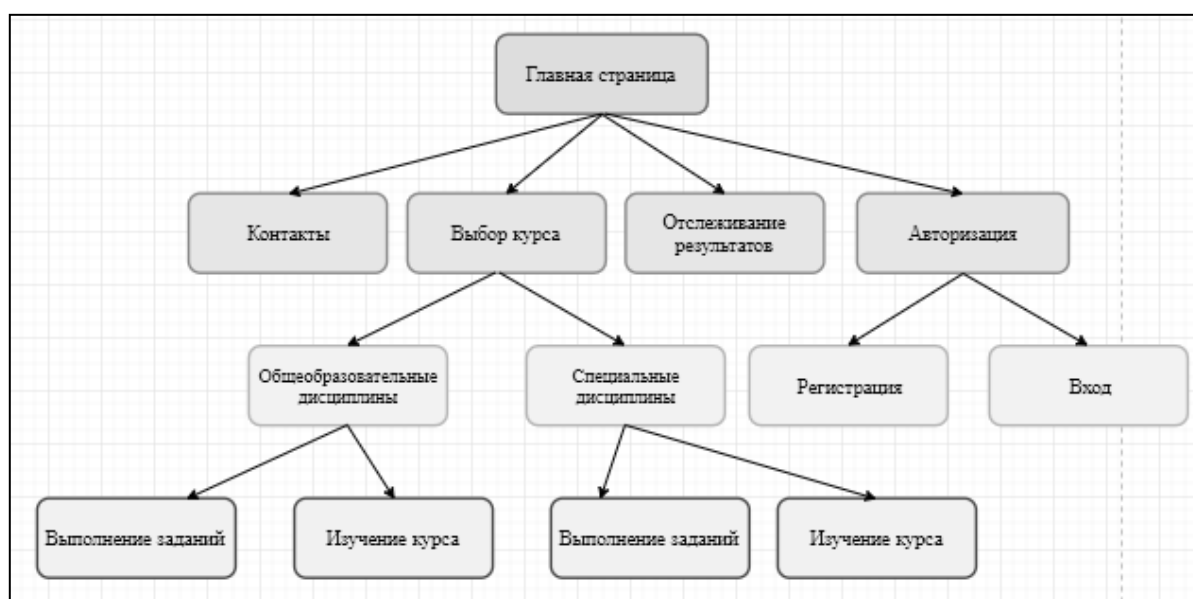 Главная страница
Контакты
Выбор курса
Отслеживание
результатов
Авторизация
Общеобразовательные
дисциплины
Специальные
дисциплины
Регистрация
Вход
Выполнение заданий
Изучение курса
Выполнение заданий
Изучение курса